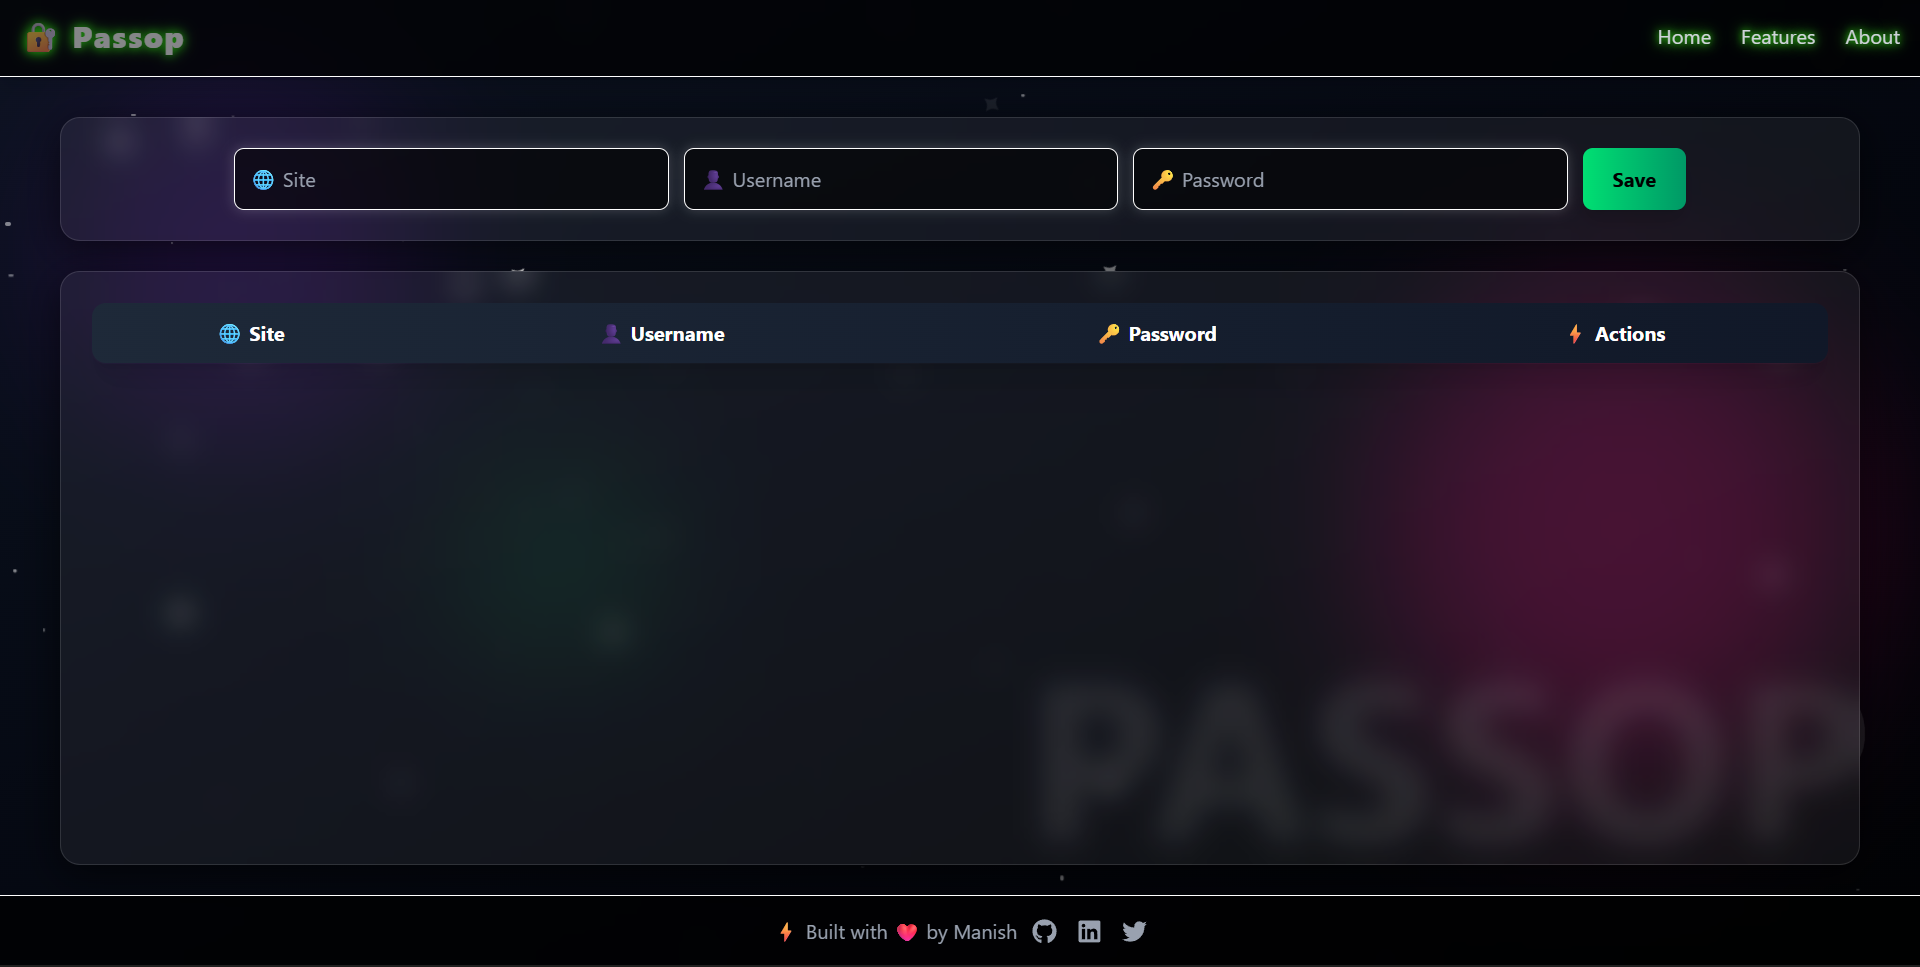 🔐 Passop
Home Features About
🌐 Site
👤 Username
🔑 Password
Save
🌐 Site 👤 Username 🔑 Password ⚡ Actions
PASSOP
⚡ Built with ❤️ by Manish